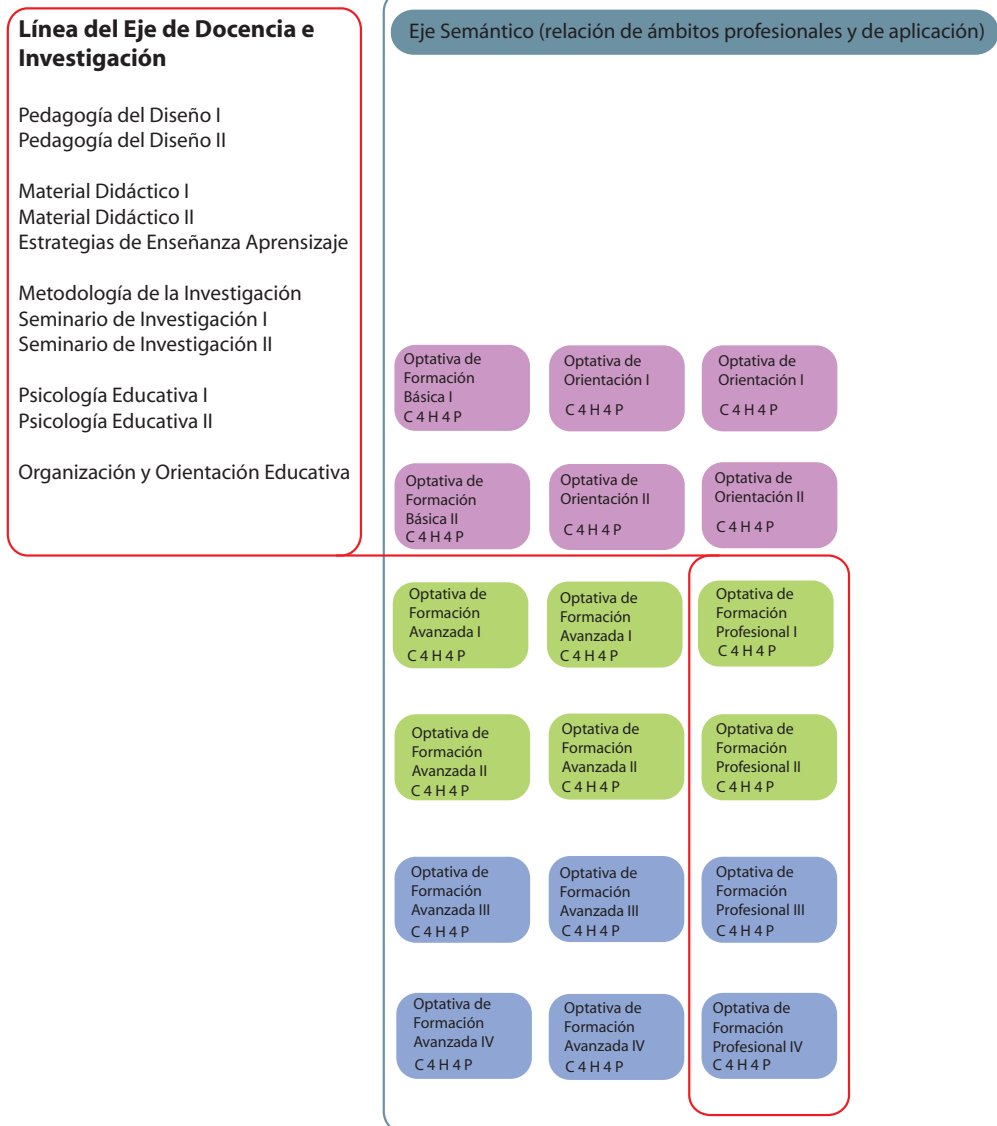 Línea del Eje de Docencia e
Investigación
Pedagogía del Diseño I
Pedagogía del Diseño II
Material Didáctico I
Material Didáctico II
Estrategias de Enseñanza Aprensizaje
Metodología de la Investigación
Seminario de Investigación I
Seminario de Investigación II
Psicología Educativa I
Psicología Educativa II
Organización y Orientación Educativa
Eje Semántico (relación de ámbitos profesionales y de aplicación)
Optativa de
Formación
Básica I
C 4 H 4 P
Optativa de
Orientación I
C 4 H 4 P
Optativa de
Orientación I
C 4 H 4 P
Optativa de
Formación
Básica II
C 4 H 4 P
Optativa de
Orientación II
C 4 H 4 P
Optativa de
Orientación II
C 4 H 4 P
Optativa de
Formación
Avanzada I
C 4 H 4 P
Optativa de
Formación
Avanzada I
C 4 H 4 P
Optativa de
Formación
Profesional I
C 4 H 4 P
Optativa de
Formación
Avanzada II
C 4 H 4 P
Optativa de
Formación
Avanzada II
C 4 H 4 P
Optativa de
Formación
Profesional II
C 4 H 4 P
Optativa de
Formación
Avanzada III
C 4 H 4 P
Optativa de
Formación
Avanzada III
C 4 H 4 P
Optativa de
Formación
Profesional III
C 4 H 4 P
Optativa de
Formación
Avanzada IV
C 4 H 4 P
Optativa de
Formación
Avanzada IV
C 4 H 4 P
Optativa de
Formación
Profesional IV
C 4 H 4 P